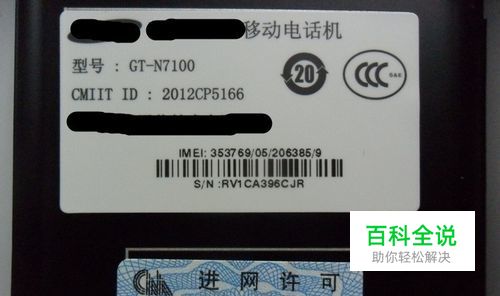 移动电话机
型号：GT-N7100
CMIIT ID：2012CP5166
20
CCC
S&E
IMEI: 353769/05/206385/9
S/N :RV1CA396CJR
进网许可
百科全说
助你轻松解决